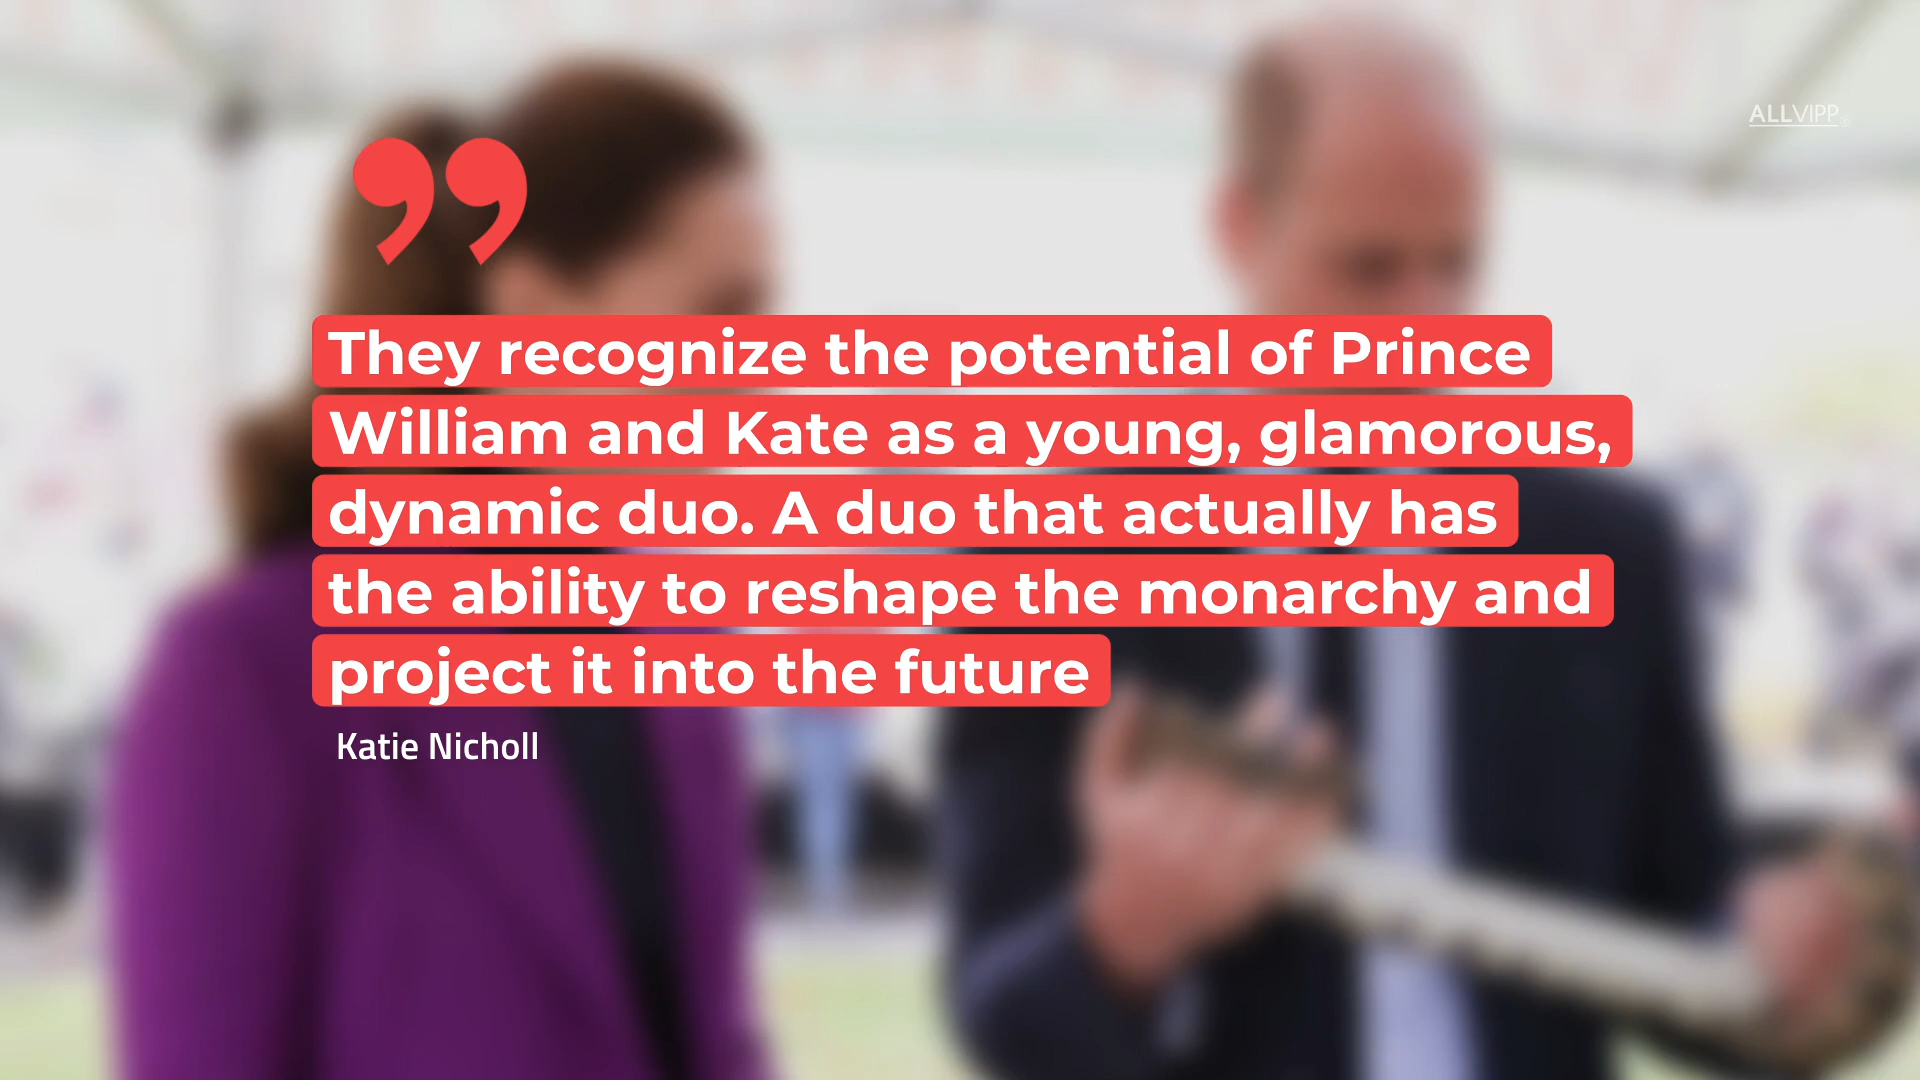 ALLVIPP
”
They recognize the potential of Prince
William and Kate as a young, glamorous,
dynamic duo. A duo that actually has
the ability to reshape the monarchy and
project it into the future
Katie Nicholl